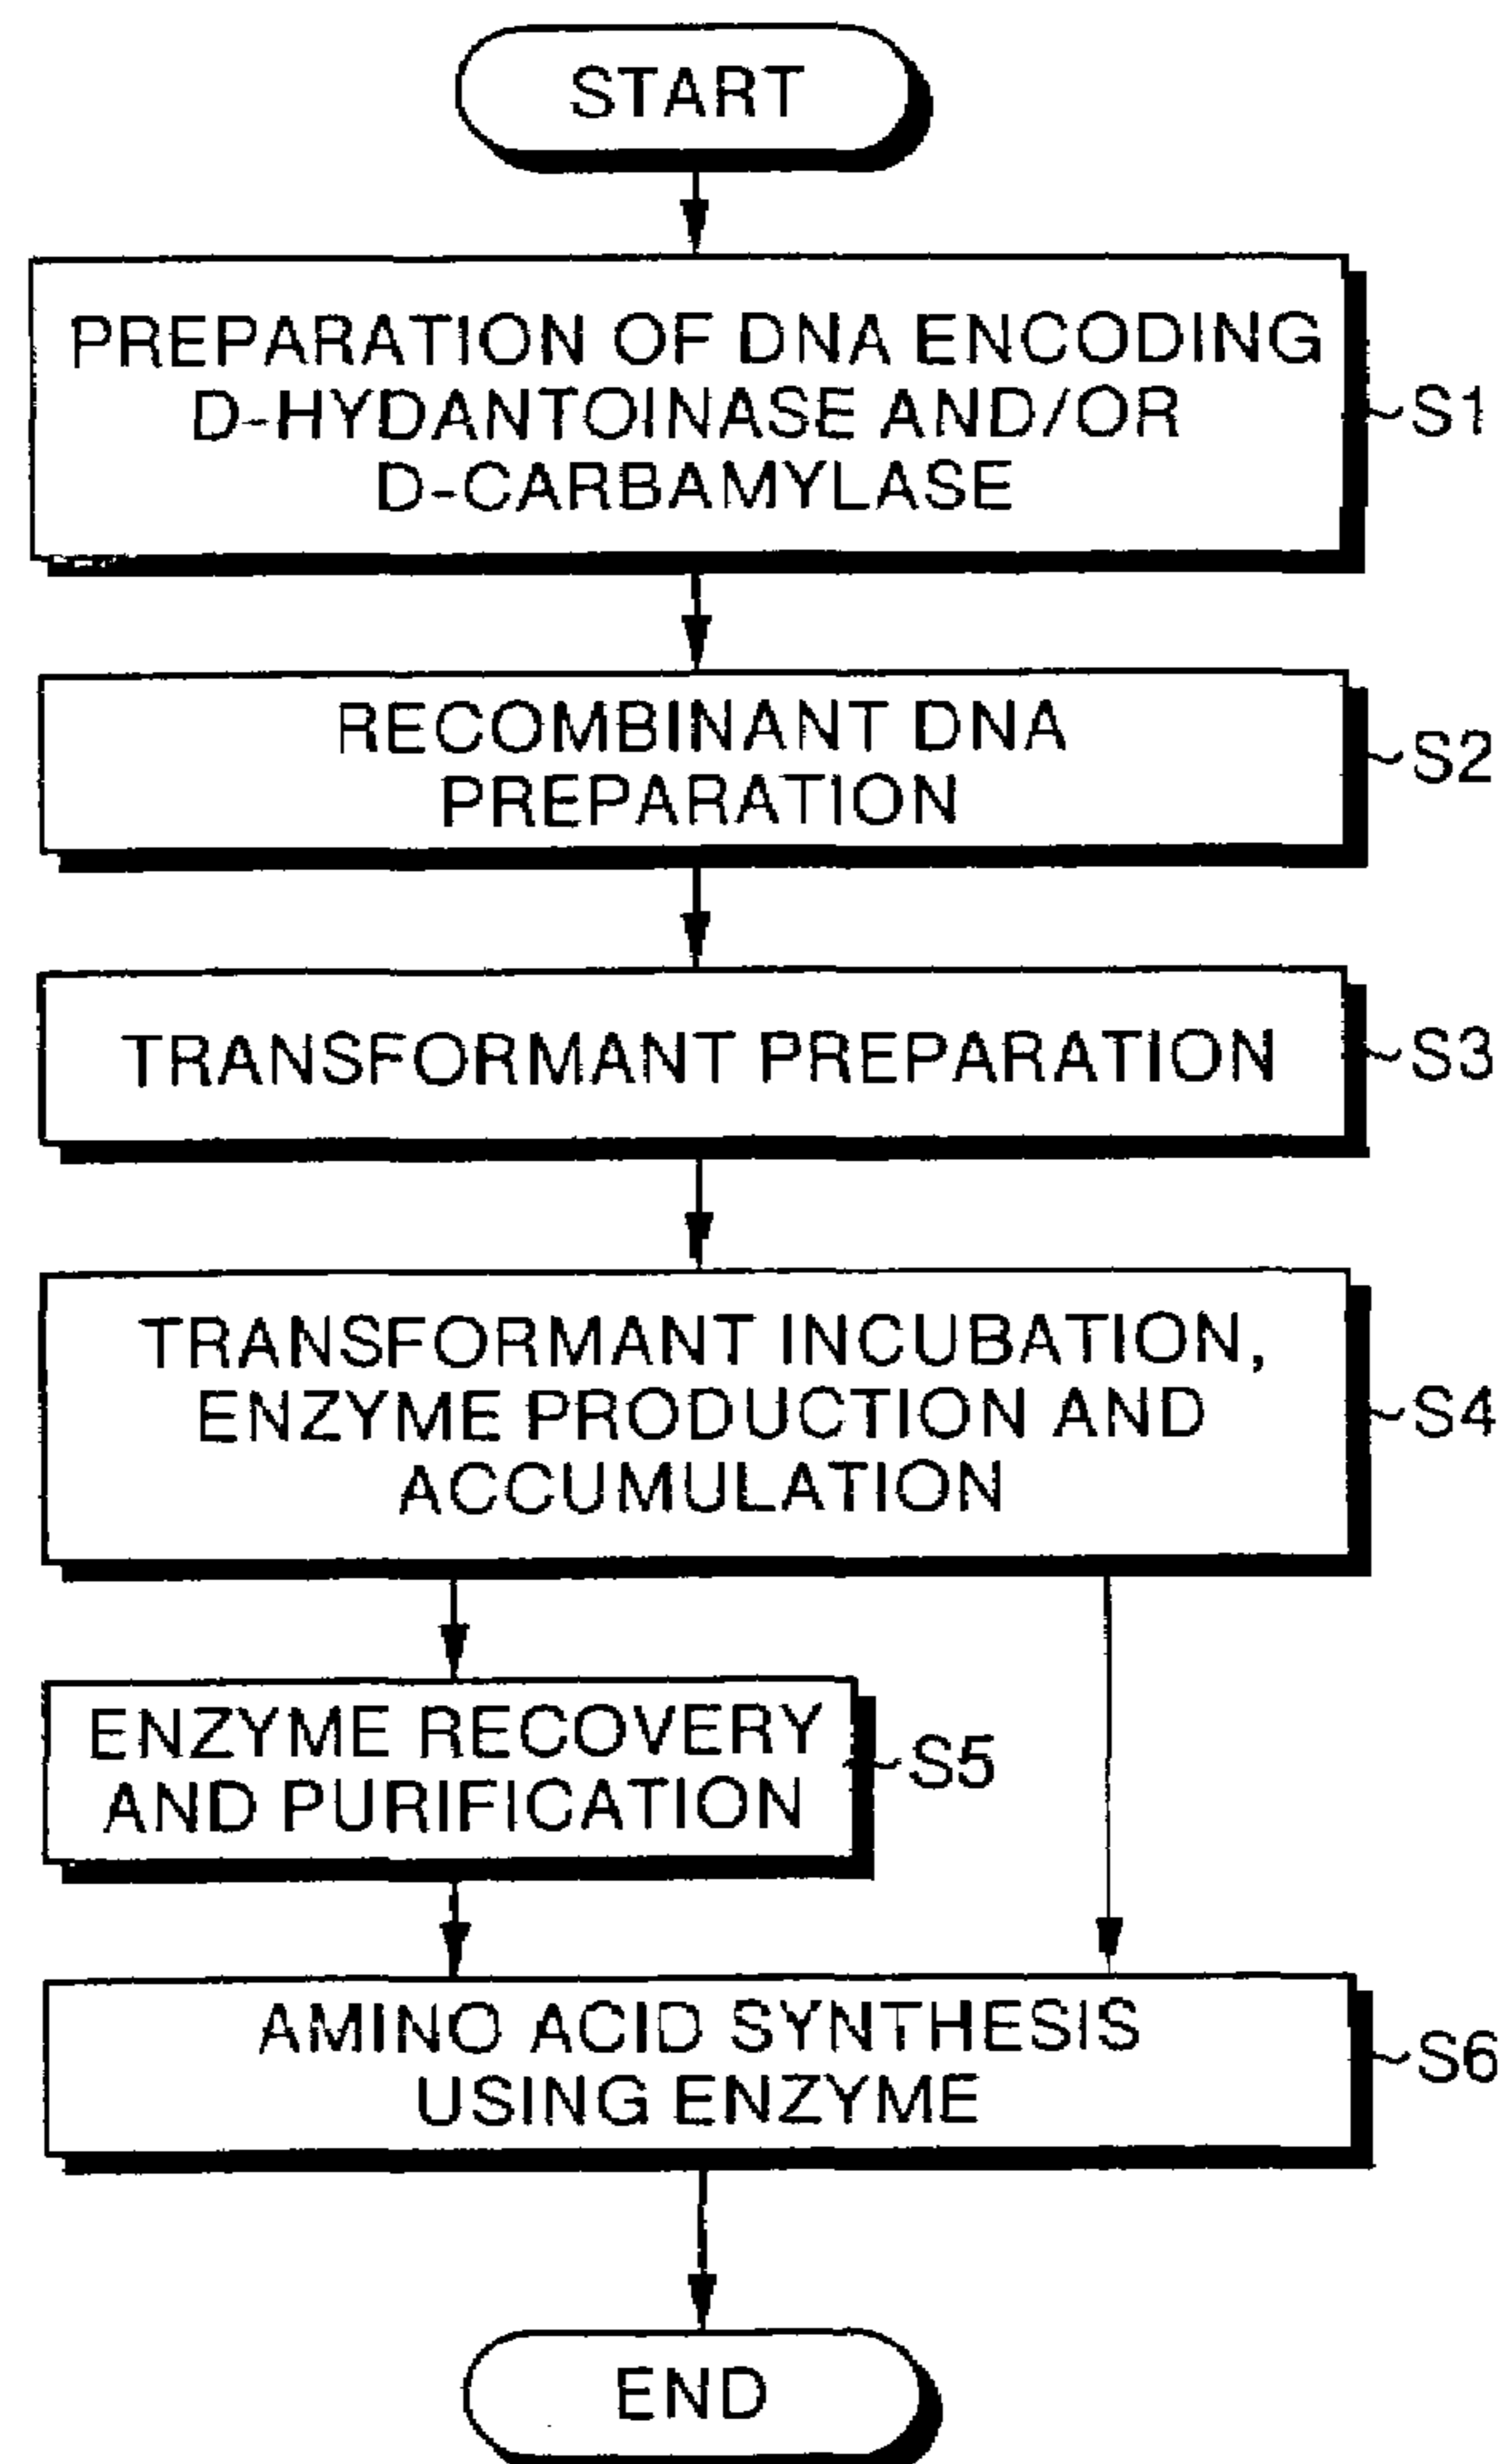 START
PREPARATION OF DNA ENCODING
D-HYDANTOINASE AND/OR
D-CARBAMYLASE
S1
RECOMBINANT DNA
PREPARATION
S2
TRANSFORMANT PREPARATION
S3
TRANSFORMANT INCUBATION,
ENZYME PRODUCTION AND
ACCUMULATION
S4
ENZYME RECOVERY
AND PURIFICATION
S5
AMINO ACID SYNTHESIS
USING ENZYME
S6
END